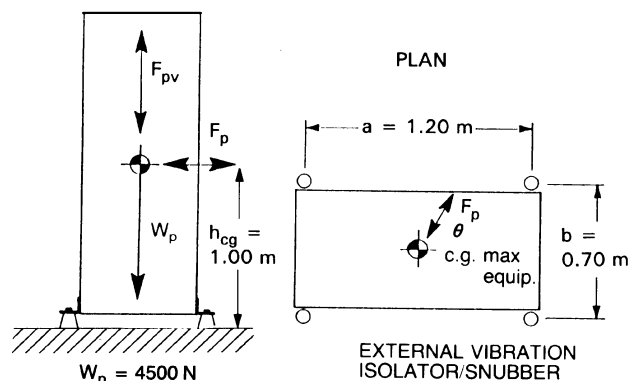 F_pv
F_p
W_p
h_cg =
1.00 m
W_p = 4500 N
PLAN
a = 1.20 m
F_p
θ
c.g. max
equip.
b =
0.70 m
EXTERNAL VIBRATION
ISOLATOR/SNUBBER